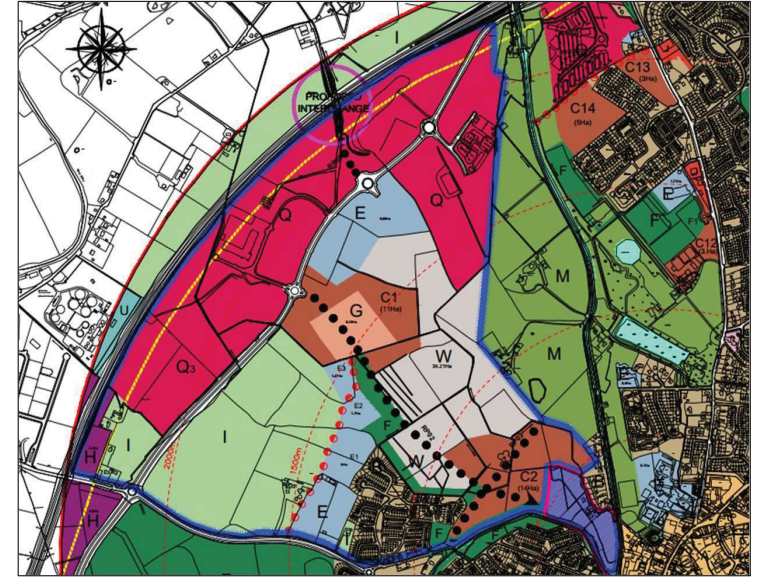 I
PROPOSED
INTERCHANGE
C13
(3Ha)
C14
(5Ha)
F
E
Q
E
F
F1
Q
C12
C1
(11Ha)
G
M
U
W
34.21Ha
M
Q3
E3
E2
F
RP62
I
I
H
2000m
1500m
E1
W
C2
(14Ha)
E
H
F
F
I